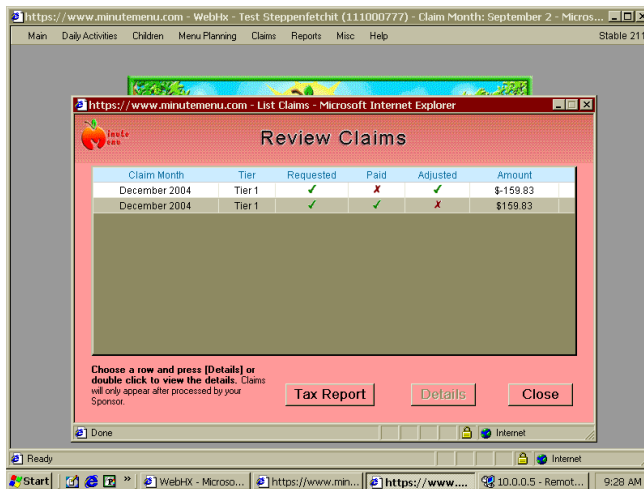 https://www.minutemenu.com - WebHx - Test Steppenfetchit (111000777) - Claim Month: September 2 - Micros...
Main Daily Activities Children Menu Planning Claims Reports Misc Help Stable 211
https://www.minutemenu.com - List Claims - Microsoft Internet Explorer
minute menu
Review Claims
Claim Month Tier Requested Paid Adjusted Amount
December 2004 Tier 1 ✓ ✗ ✓ $-159.83
December 2004 Tier 1 ✓ ✓ ✗ $159.83
Choose a row and press [Details] or
double click to view the details. Claims
will only appear after processed by your
Sponsor.
Tax Report Details Close
Done Internet
Ready Internet
Start » WebHX - Microso... https://www.min... https://www.... 10.0.0.5 - Remot... 9:28 AM